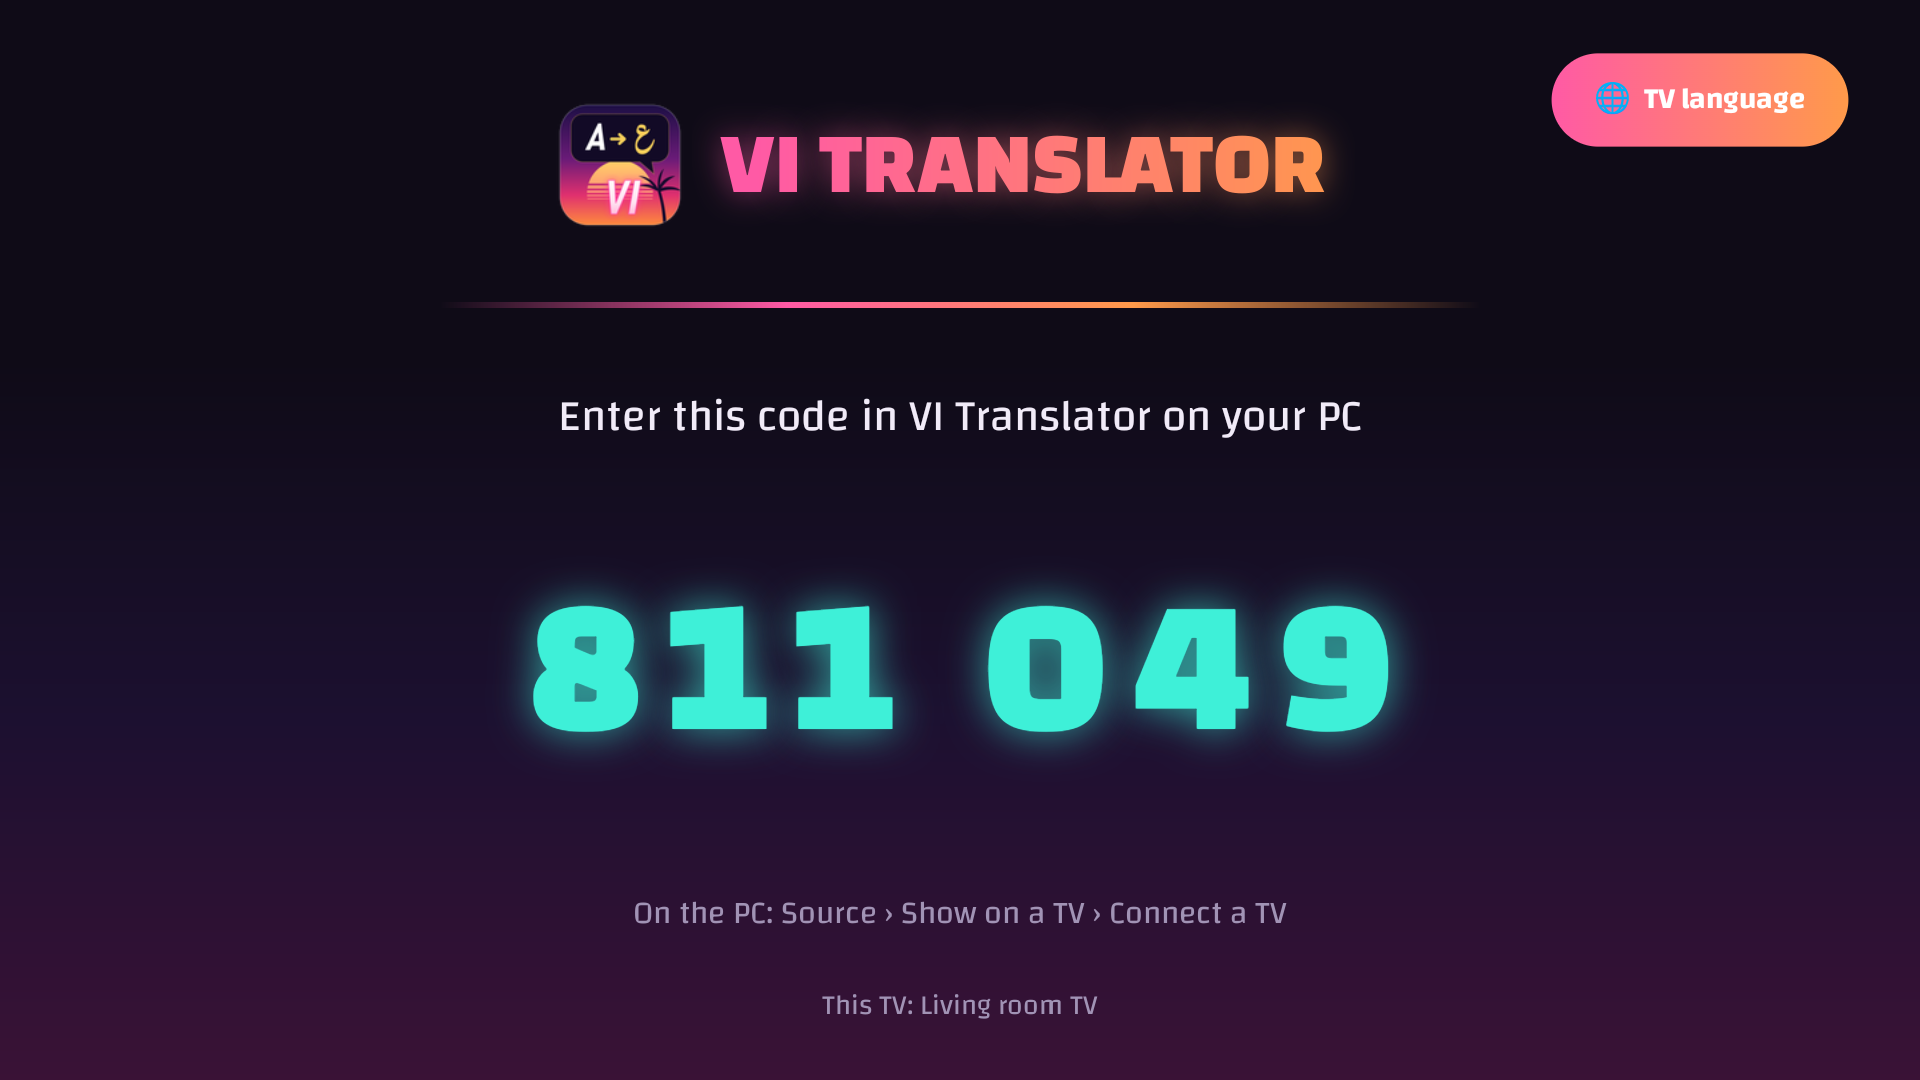 A→ع
VI
VI TRANSLATOR
🌐 TV language
Enter this code in VI Translator on your PC
811 049
On the PC: Source › Show on a TV › Connect a TV
This TV: Living room TV